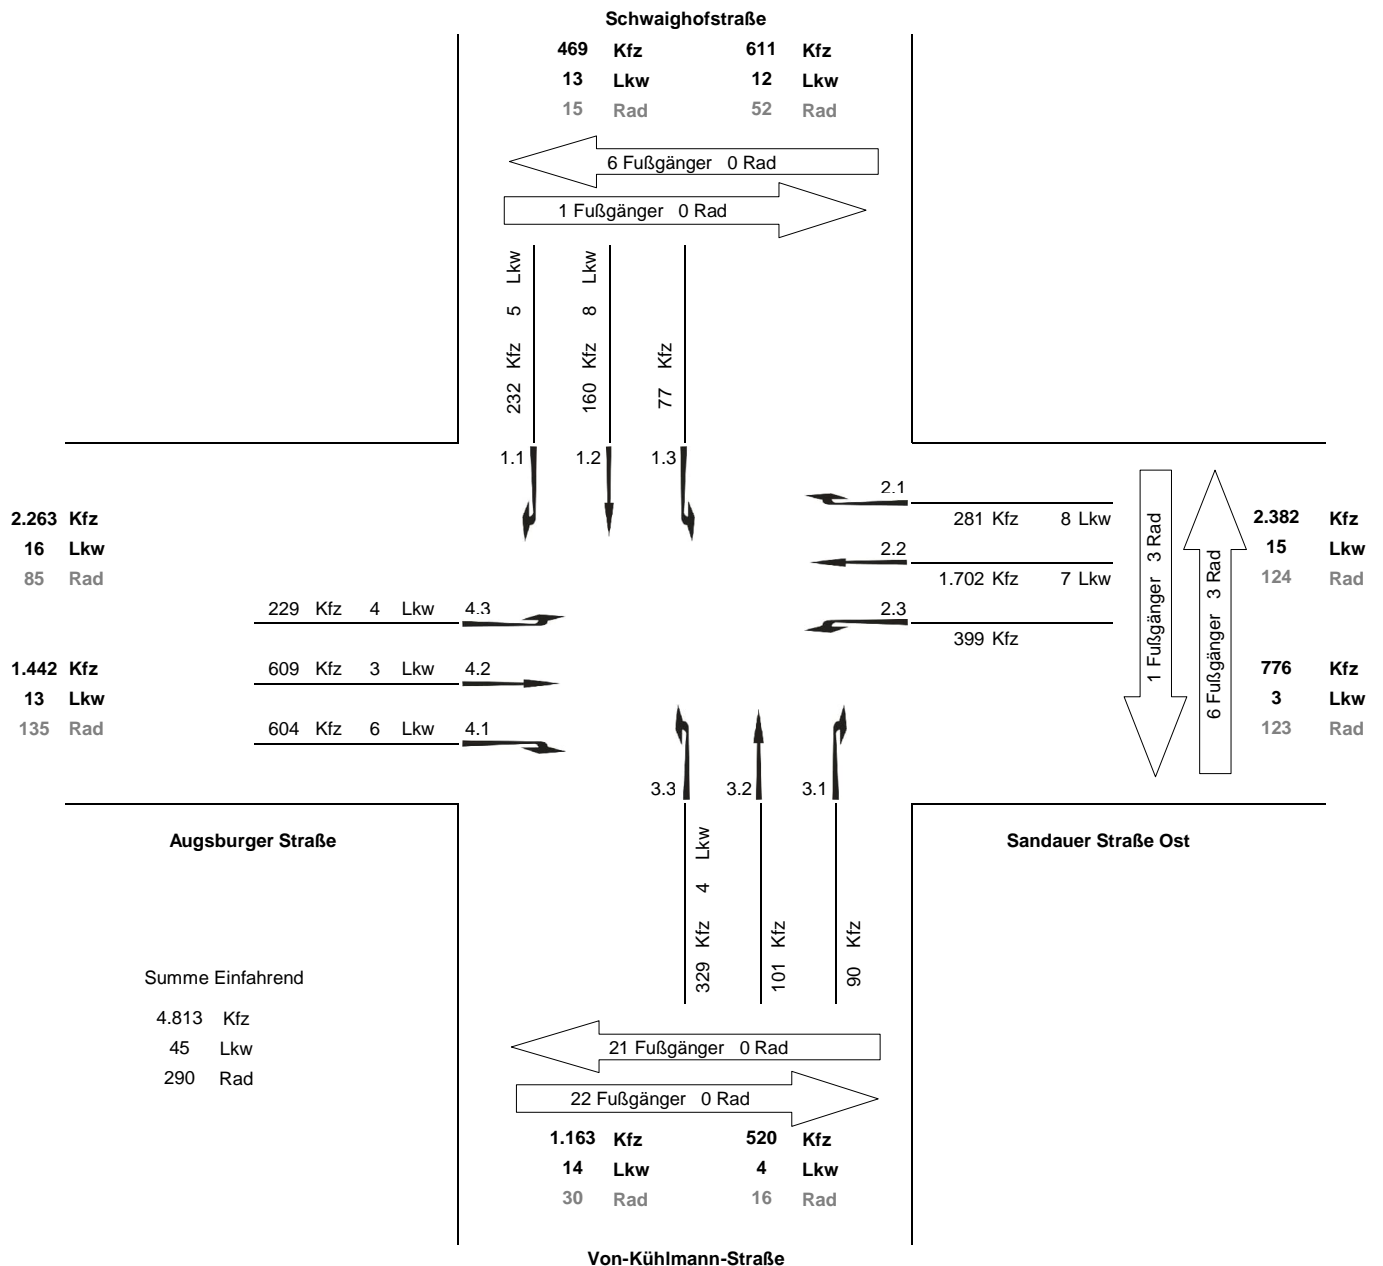 Schwaighofstraße
469 Kfz 611 Kfz
13 Lkw 12 Lkw
15 Rad 52 Rad
6 Fußgänger 0 Rad
1 Fußgänger 0 Rad
232 Kfz 5 Lkw
160 Kfz 8 Lkw
77 Kfz
1.1 1.2 1.3
2.263 Kfz
16 Lkw
85 Rad
229 Kfz 4 Lkw 4.3
609 Kfz 3 Lkw 4.2
604 Kfz 6 Lkw 4.1
1.442 Kfz
13 Lkw
135 Rad
2.1
281 Kfz 8 Lkw
2.2
1.702 Kfz 7 Lkw
2.3
399 Kfz
1 Fußgänger 3 Rad
6 Fußgänger 3 Rad
2.382 Kfz
15 Lkw
124 Rad
776 Kfz
3 Lkw
123 Rad
3.3 3.2 3.1
329 Kfz 4 Lkw
101 Kfz
90 Kfz
Augsburger Straße
Sandauer Straße Ost
Summe Einfahrend
4.813 Kfz
45 Lkw
290 Rad
21 Fußgänger 0 Rad
22 Fußgänger 0 Rad
1.163 Kfz 520 Kfz
14 Lkw 4 Lkw
30 Rad 16 Rad
Von-Kühlmann-Straße